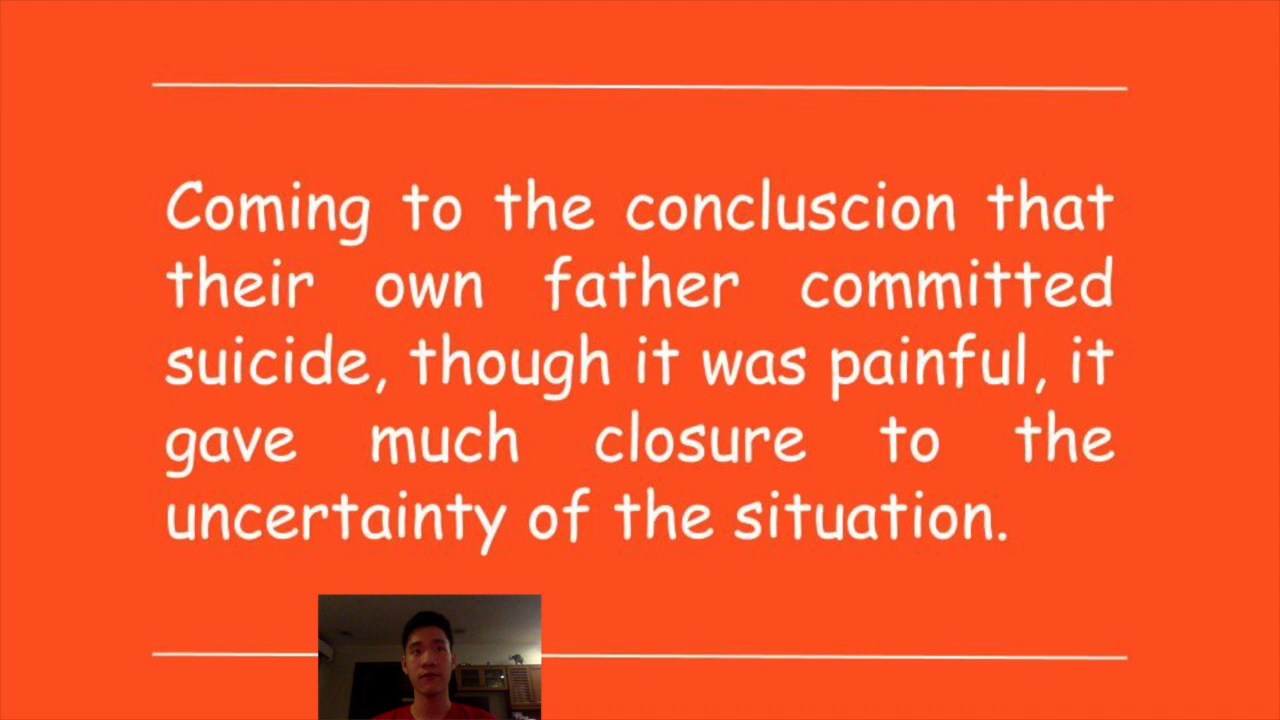 Coming to the concluscion that
their own father committed
suicide, though it was painful, it
gave much closure to the
uncertainty of the situation.